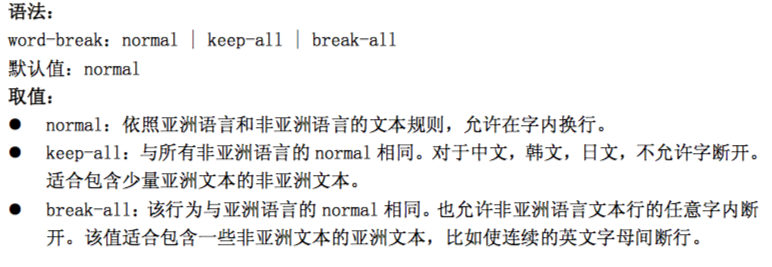 语法：
word-break：normal | keep-all | break-all
默认值：normal
取值：
● normal：依照亚洲语言和非亚洲语言的文本规则，允许在字内换行。
● keep-all：与所有非亚洲语言的 normal 相同。对于中文，韩文，日文，不允许字断开。
适合包含少量亚洲文本的非亚洲文本。
● break-all：该行为与亚洲语言的 normal 相同。也允许非亚洲语言文本行的任意字内断
开。该值适合包含一些非亚洲文本的亚洲文本，比如使连续的英文字母间断行。